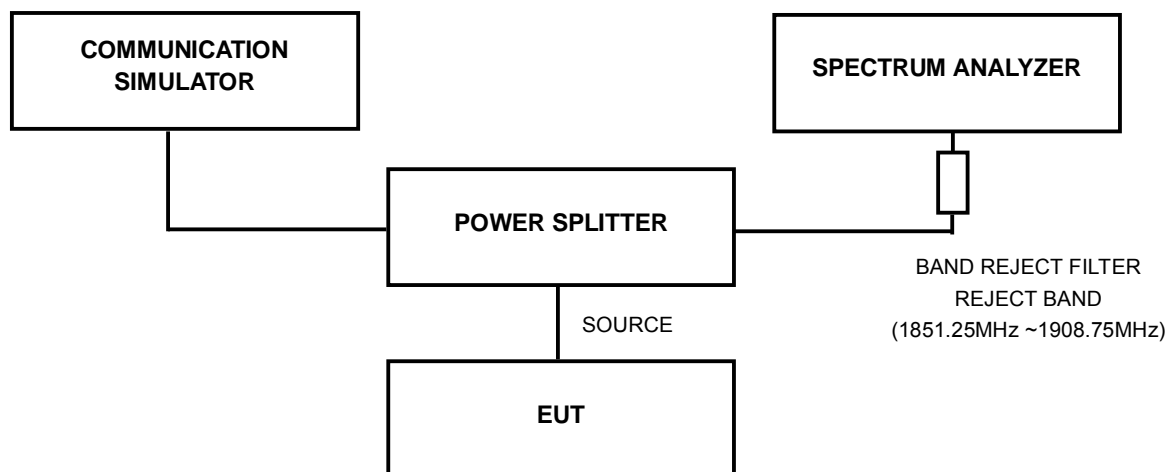 COMMUNICATION
SIMULATOR
SPECTRUM ANALYZER
POWER SPLITTER
BAND REJECT FILTER
REJECT BAND
(1851.25MHz ~1908.75MHz)
SOURCE
EUT